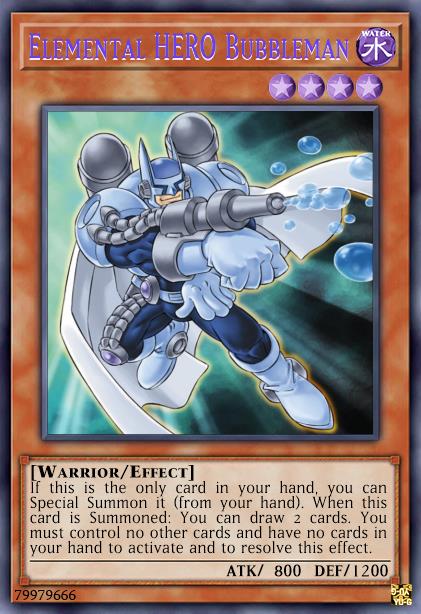 Elemental HERO Bubbleman
WATER
水
[Warrior/Effect]
If this is the only card in your hand, you can
Special Summon it (from your hand). When this
card is Summoned: You can draw 2 cards. You
must control no other cards and have no cards in
your hand to activate and to resolve this effect.
ATK/ 800 DEF/1200
79979666